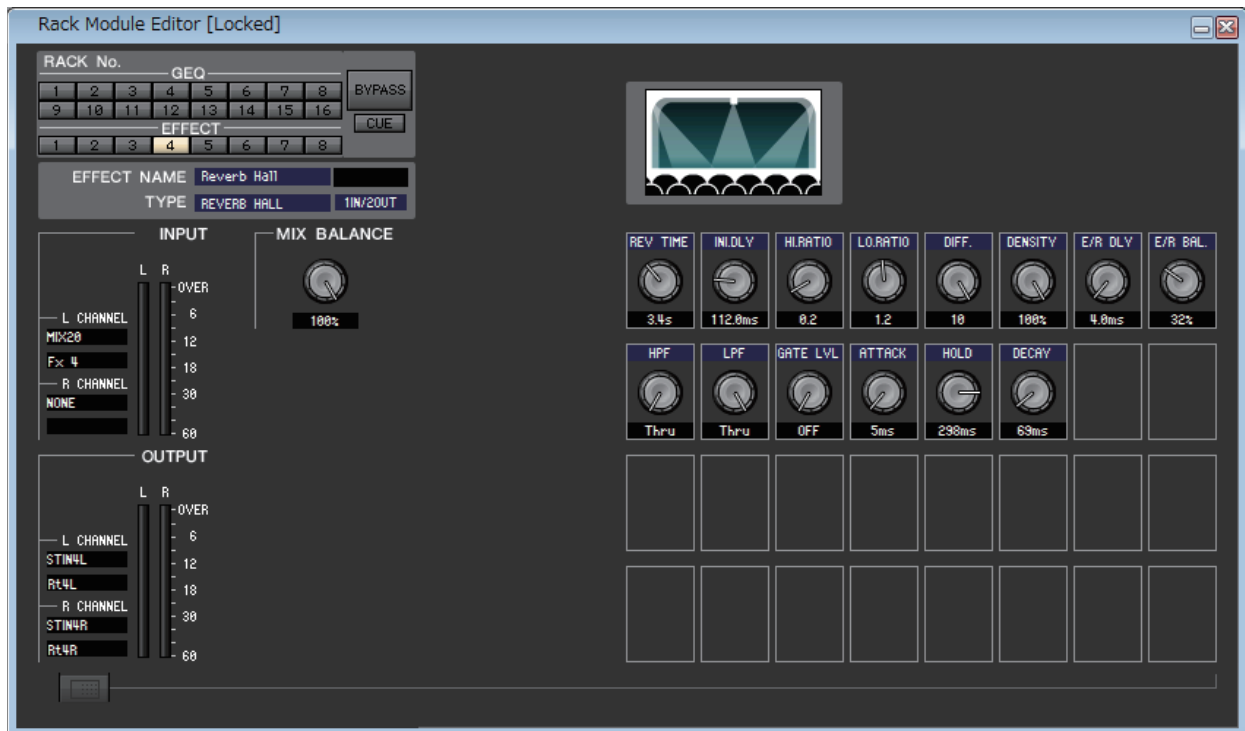 Rack Module Editor [Locked]
RACK No.
GEQ
1 2 3 4 5 6 7 8
9 10 11 12 13 14 15 16
BYPASS
EFFECT
CUE
1 2 3 4 5 6 7 8
EFFECT NAME Reverb Hall
TYPE REVERB HALL 1IN/2OUT
INPUT
L R
OVER
6
12
18
30
60
L CHANNEL
MIX20
Fx 4
R CHANNEL
NONE
MIX BALANCE
100%
OUTPUT
L R
OVER
6
12
18
30
60
L CHANNEL
STIN4L
Rt4L
R CHANNEL
STIN4R
Rt4R
REV TIME INI.DLY HI.RATIO LO.RATIO DIFF. DENSITY E/R DLY E/R BAL.
3.4s 112.0ms 0.2 1.2 10 100% 4.0ms 32%
HPF LPF GATE LVL ATTACK HOLD DECAY
Thru Thru OFF 5ms 298ms 69ms